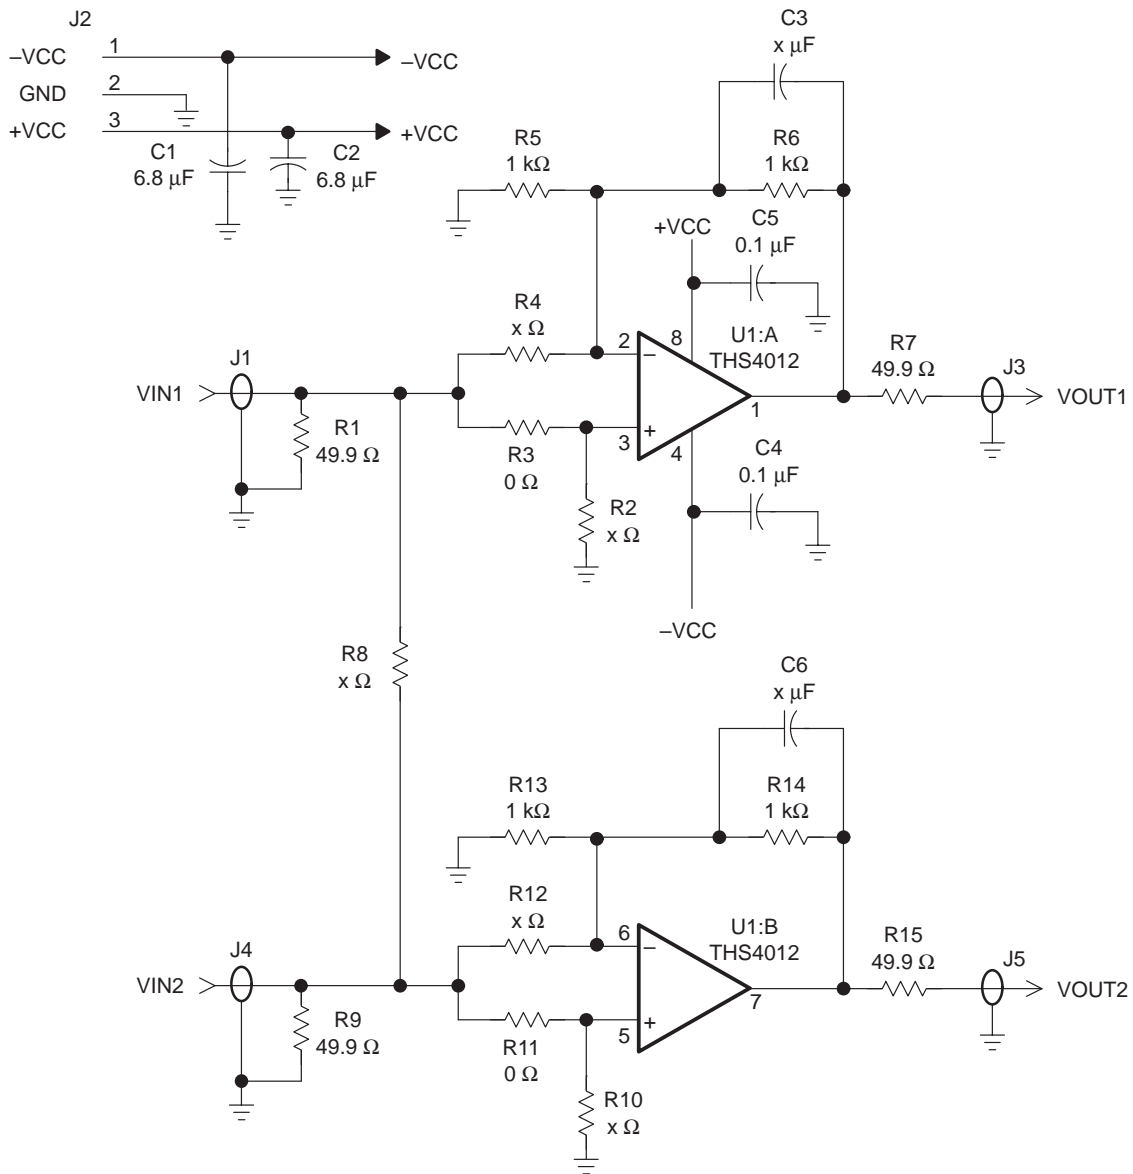 J2
–VCC 1 –VCC
GND 2
+VCC 3 +VCC
C1
6.8 µF
C2
6.8 µF
C3
x µF
R5
1 kΩ
R6
1 kΩ
+VCC
C5
0.1 µF
R4
x Ω
2
–
8
U1:A
THS4012
R7
49.9 Ω
J1
J3
VIN1
VOUT1
1
R1
49.9 Ω
R3
0 Ω
3
+
4
C4
0.1 µF
R2
x Ω
–VCC
R8
x Ω
C6
x µF
R13
1 kΩ
R14
1 kΩ
R12
x Ω
6
–
U1:B
THS4012
R15
49.9 Ω
J4
J5
VIN2
VOUT2
7
R9
49.9 Ω
R11
0 Ω
5
+
R10
x Ω